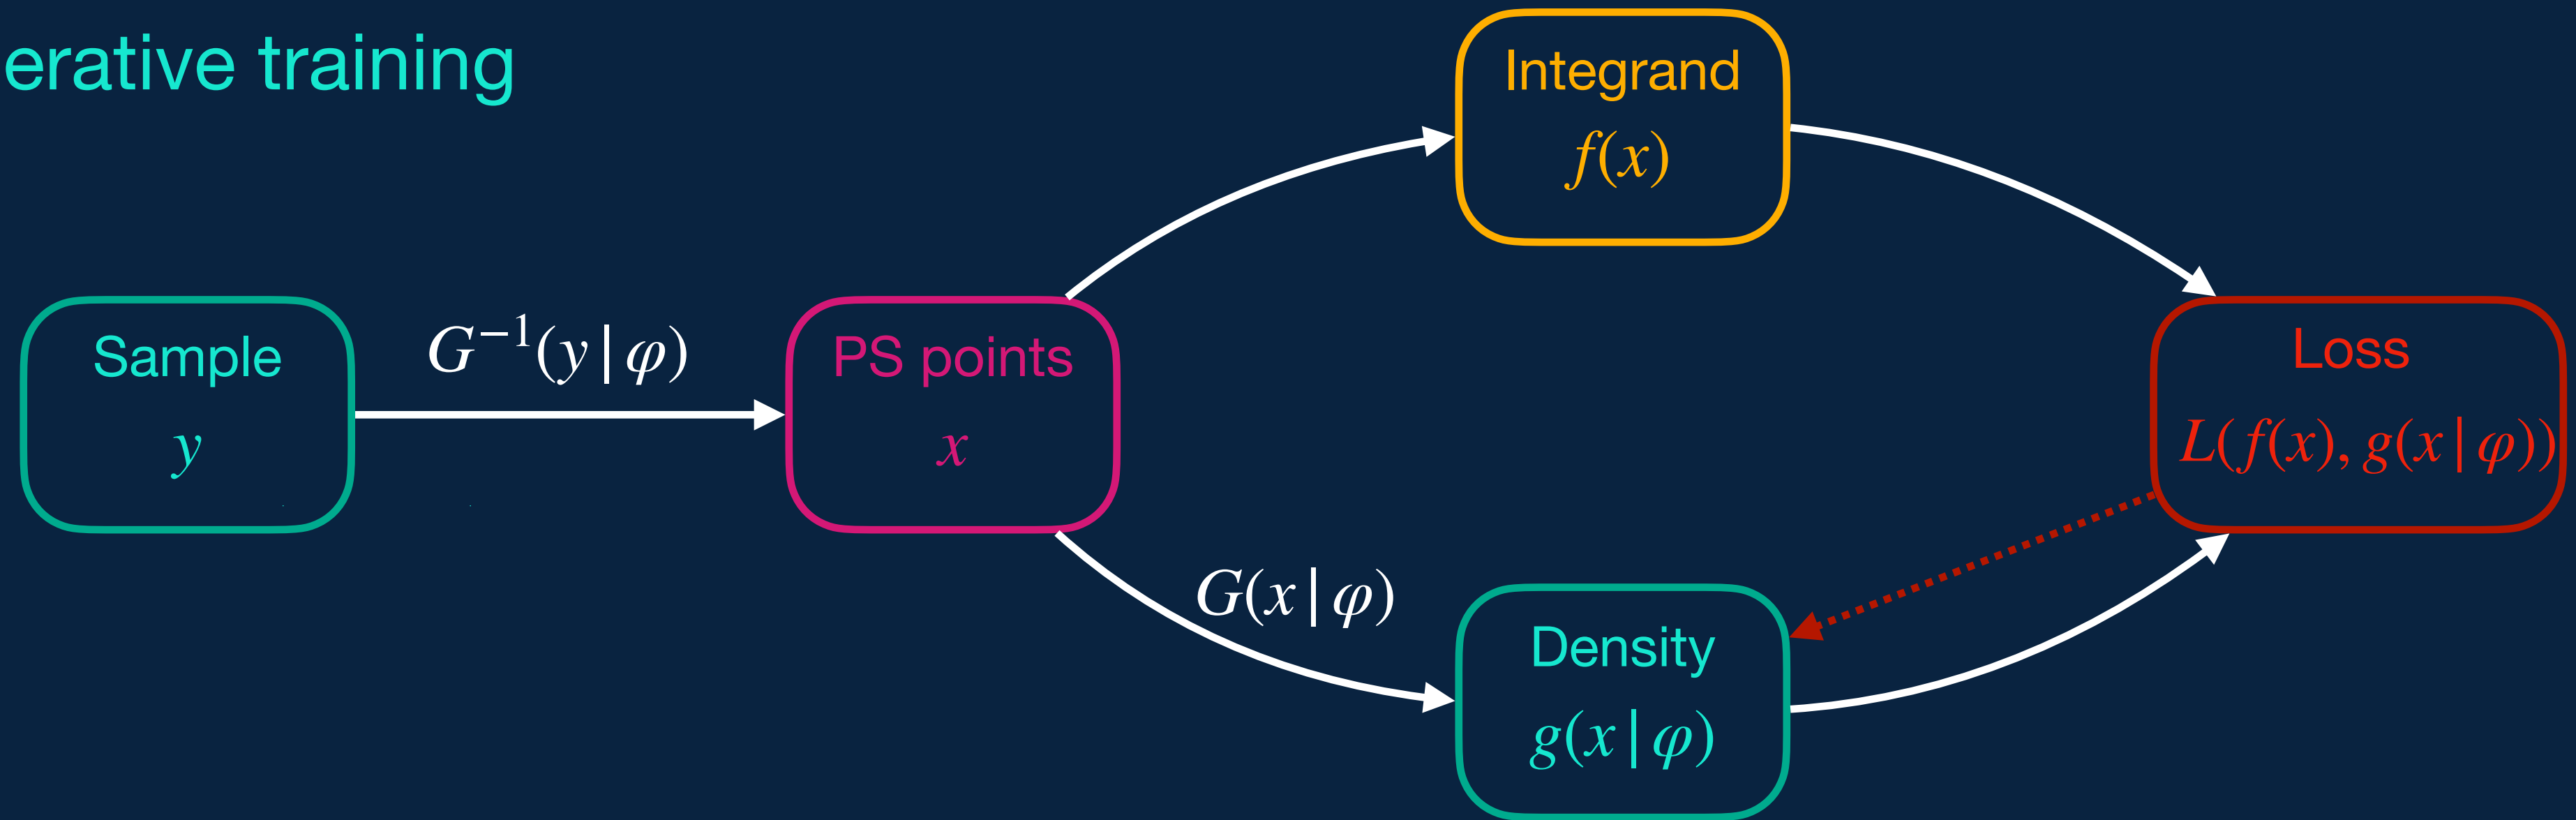 erative training
Integrand
f(x)
Sample
y
G⁻¹(y | φ)
PS points
x
Loss
L(f(x), g(x | φ))
G(x | φ)
Density
g(x | φ)